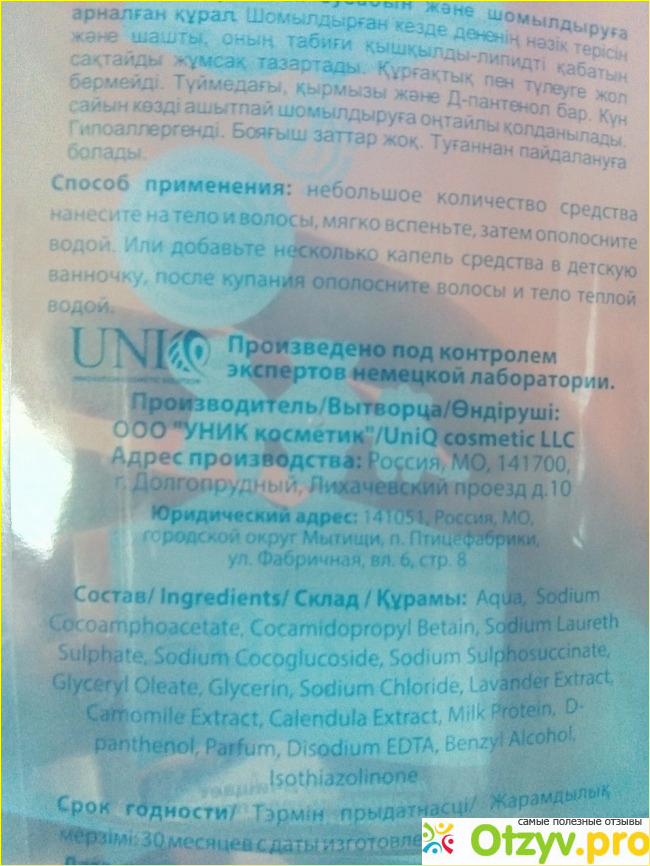 және шомылдыруға
арналған құрал. Шомылдырған кезде дененің нәзік терісін
және шашты, оның табиғи қышқылды-липидті қабатын
сақтайды жұмсақ тазартады. Құрғақтық пен түлеуге жол
бермейді. Түймедағы, қырмызы және Д-пантенол бар. Күн
сайын көзді ашытпай шомылдыруға оңтайлы қолданылады.
Гипоаллергенді. Бояғыш заттар жоқ. Туғаннан пайдалануға
болады.
Способ применения: небольшое количество средства
нанесите на тело и волосы, мягко вспеньте, затем ополосните
водой. Или добавьте несколько капель средства в детскую
ванночку, после купания ополосните волосы и тело теплой
водой.
UNIQ Произведено под контролем
экспертов немецкой лаборатории.
Производитель/Вытворца/Өндіруші:
ООО "УНИК косметик"/UniQ cosmetic LLC
Адрес производства: Россия, МО, 141700,
г. Долгопрудный, Лихачевский проезд д.10
Юридический адрес: 141051, Россия, МО,
городской округ Мытищи, п. Птицефабрики,
ул. Фабричная, вл. 6, стр. 8
Состав/ Ingredients/ Склад / Құрамы: Aqua, Sodium
Cocoamphoacetate, Cocamidopropyl Betain, Sodium Laureth
Sulphate, Sodium Cocoglucoside, Sodium Sulphosuccinate,
Glyceryl Oleate, Glycerin, Sodium Chloride, Lavander Extract,
Camomile Extract, Calendula Extract, Milk Protein, D-
panthenol, Parfum, Disodium EDTA, Benzyl Alcohol,
Isothiazolinone
Срок годности/ Тэрмін прыдатнасці/ Жарамдылық
мерзімі: 30 месяцев с даты
самые полезные отзывы
Otzyv.pro